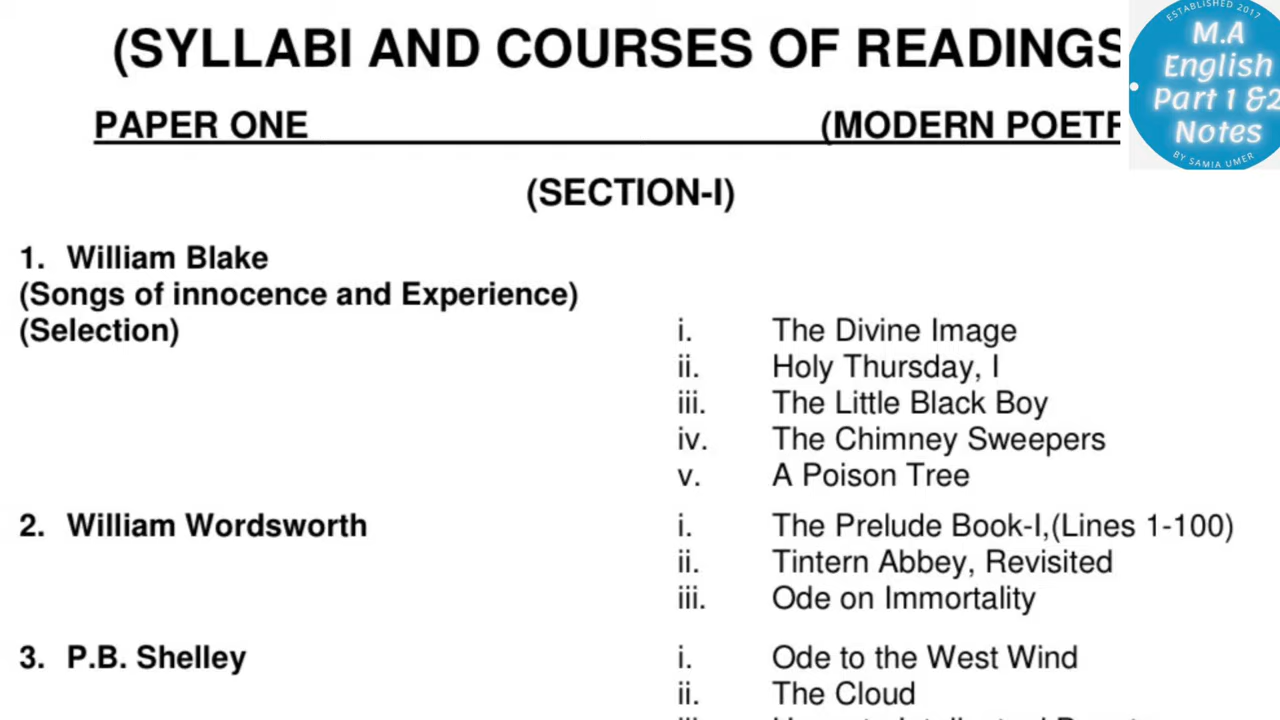 (SYLLABI AND COURSES OF READINGS
PAPER ONE (MODERN POET
(SECTION-I)
1. William Blake
(Songs of innocence and Experience)
(Selection) i. The Divine Image
ii. Holy Thursday, I
iii. The Little Black Boy
iv. The Chimney Sweepers
v. A Poison Tree
2. William Wordsworth i. The Prelude Book-I,(Lines 1-100)
ii. Tintern Abbey, Revisited
iii. Ode on Immortality
3. P.B. Shelley i. Ode to the West Wind
ii. The Cloud
ESTABLISHED 2017
M.A
English
Part 1 &2
Notes
BY SAMIA UMER